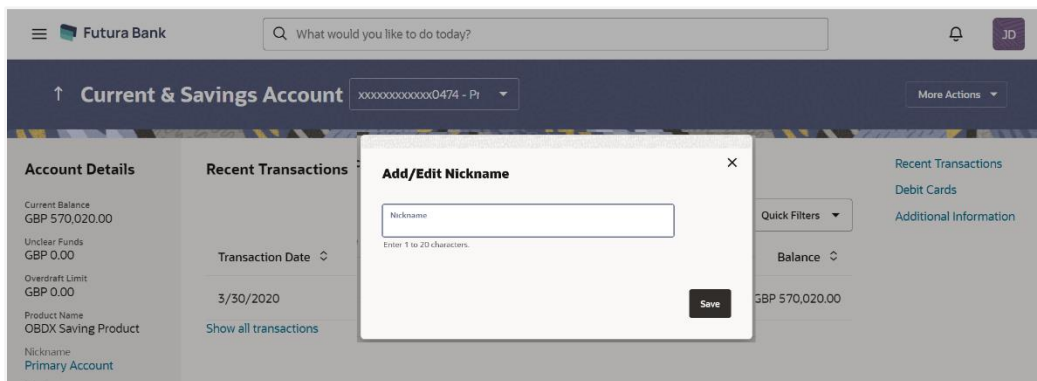 Futura Bank
What would you like to do today?
JD
Current & Savings Account
xxxxxxxxxxxx0474 - Pr
More Actions
Account Details
Current Balance
GBP 570,020.00
Unclear Funds
GBP 0.00
Overdraft Limit
GBP 0.00
Product Name
OBDX Saving Product
Nickname
Primary Account
Recent Transactions
Quick Filters
Transaction Date
Balance
3/30/2020
GBP 570,020.00
Show all transactions
Add/Edit Nickname
Nickname
Enter 1 to 20 characters.
Save
Recent Transactions
Debit Cards
Additional Information